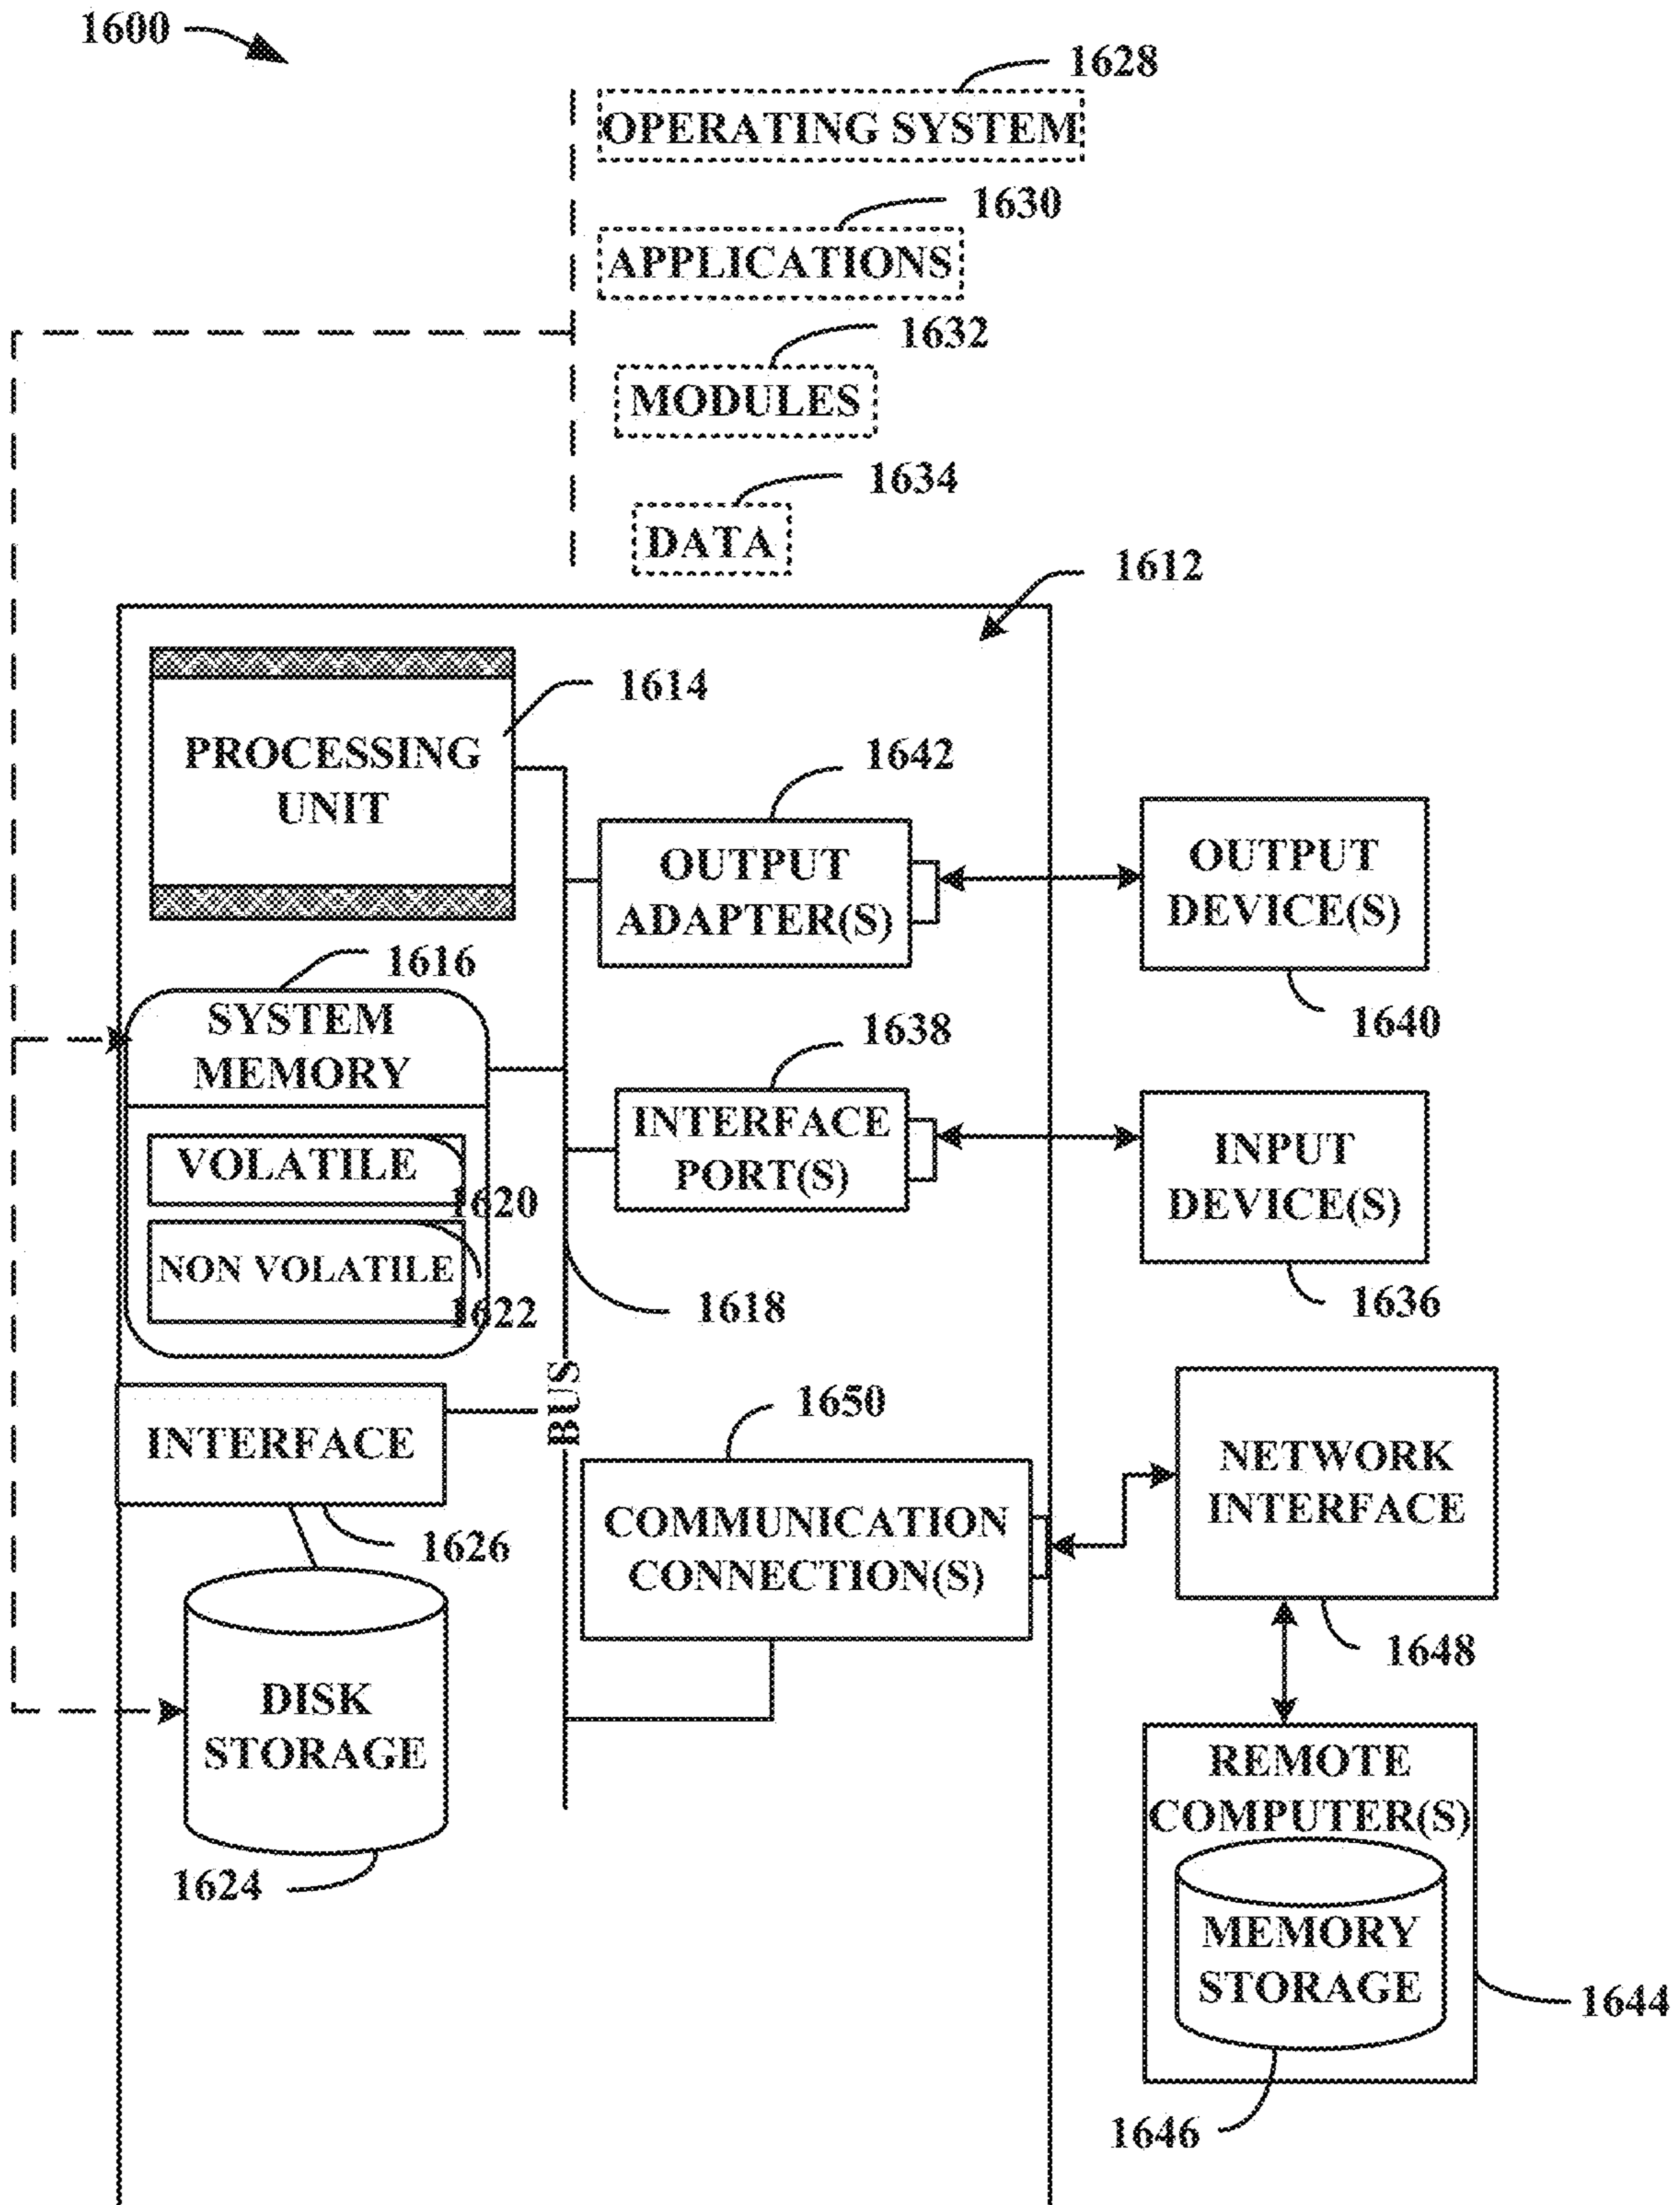 1600
1628
OPERATING SYSTEM
1630
APPLICATIONS
1632
MODULES
1634
DATA
1612
1614
PROCESSING
UNIT
1642
OUTPUT
ADAPTER(S)
OUTPUT
DEVICE(S)
1640
1616
SYSTEM
MEMORY
VOLATILE
1620
NON VOLATILE
1622
1638
INTERFACE
PORT(S)
INPUT
DEVICE(S)
1636
1618
BUS
INTERFACE
1626
1650
COMMUNICATION
CONNECTION(S)
NETWORK
INTERFACE
1648
DISK
STORAGE
1624
REMOTE
COMPUTER(S)
MEMORY
STORAGE
1644
1646